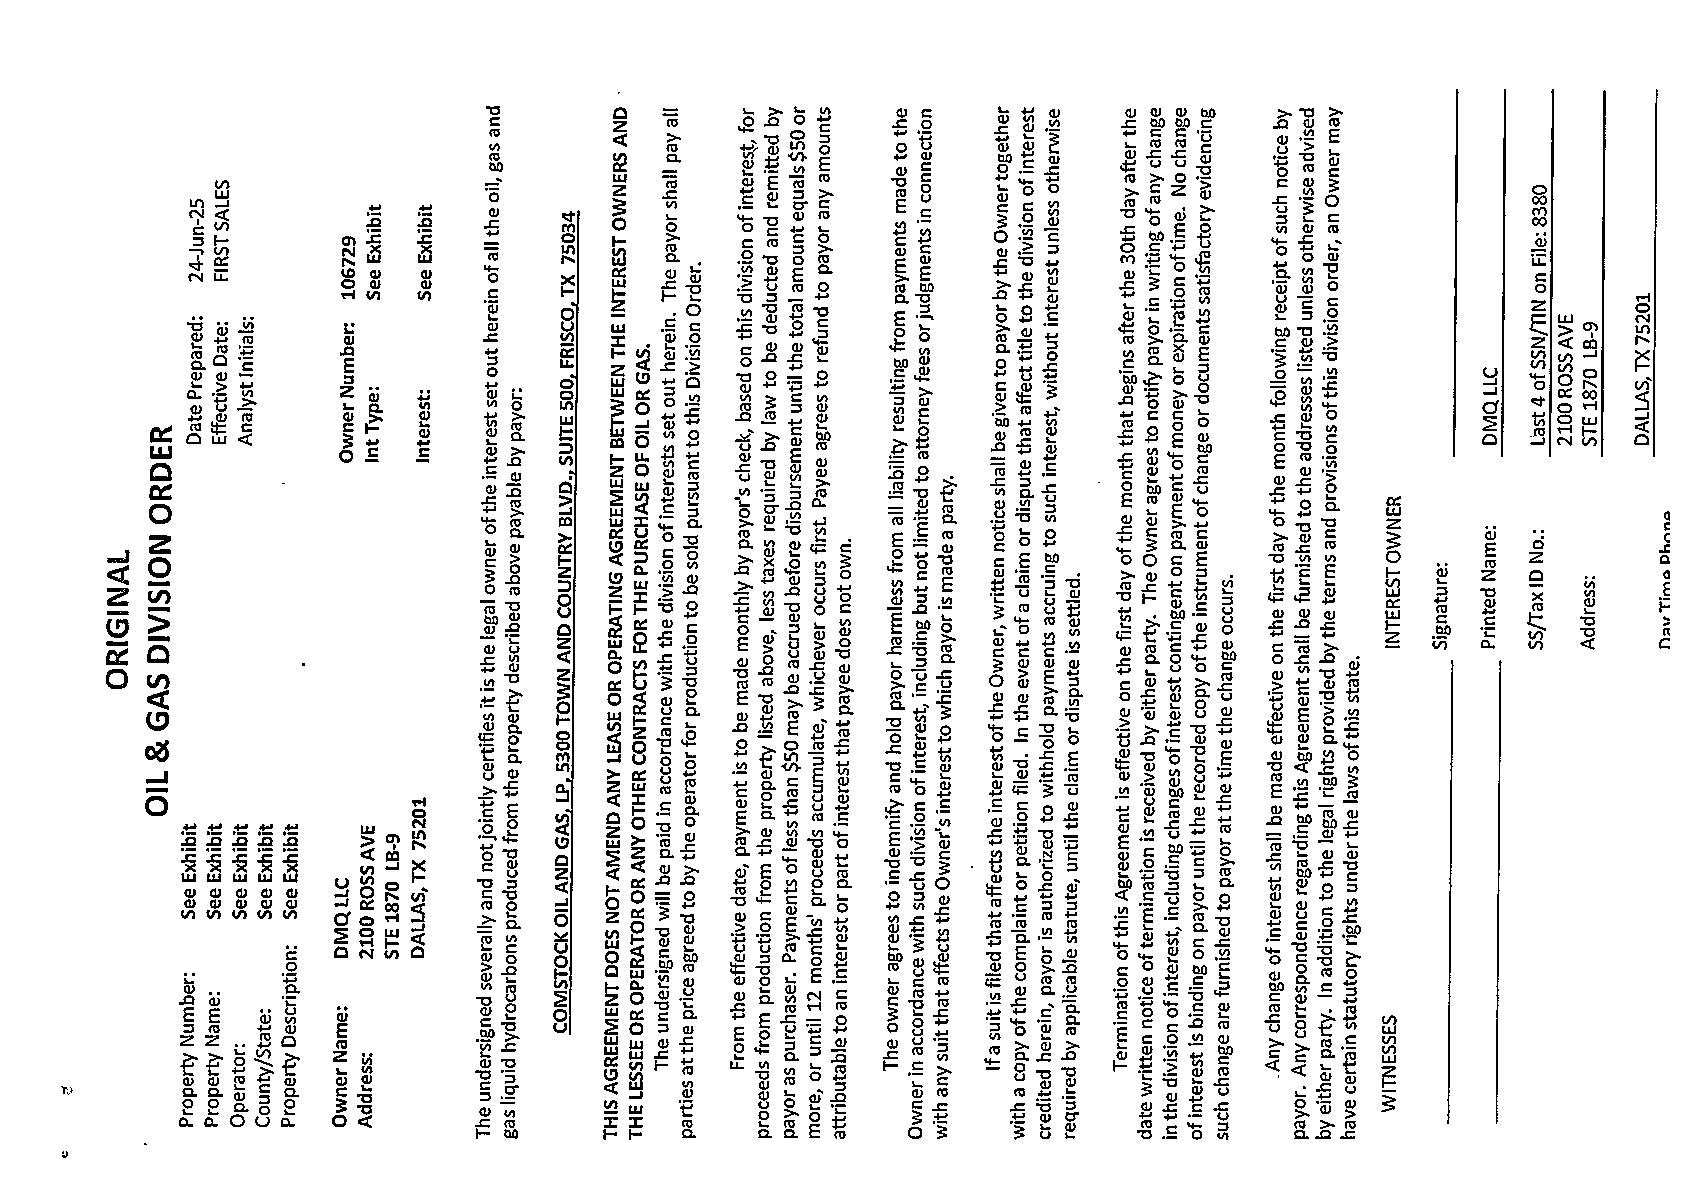 ORIGINAL
OIL & GAS DIVISION ORDER
Property Number: See Exhibit Date Prepared: 24-Jun-25
Property Name: See Exhibit Effective Date: FIRST SALES
Operator: See Exhibit Analyst Initials:
County/State: See Exhibit
Property Description: See Exhibit
Owner Name: DMQ LLC Owner Number: 106729
Address: 2100 ROSS AVE Int Type: See Exhibit
STE 1870 LB-9
DALLAS, TX 75201 Interest: See Exhibit
The undersigned severally and not jointly certifies it is the legal owner of the interest set out herein of all the oil, gas and
gas liquid hydrocarbons produced from the property described above payable by payor:
COMSTOCK OIL AND GAS, LP, 5300 TOWN AND COUNTRY BLVD., SUITE 500, FRISCO, TX 75034
THIS AGREEMENT DOES NOT AMEND ANY LEASE OR OPERATING AGREEMENT BETWEEN THE INTEREST OWNERS AND
THE LESSEE OR OPERATOR OR ANY OTHER CONTRACTS FOR THE PURCHASE OF OIL OR GAS.
The undersigned will be paid in accordance with the division of interests set out herein. The payor shall pay all
parties at the price agreed to by the operator for production to be sold pursuant to this Division Order.
From the effective date, payment is to be made monthly by payor's check, based on this division of interest, for
proceeds from production from the property listed above, less taxes required by law to be deducted and remitted by
payor as purchaser. Payments of less than $50 may be accrued before disbursement until the total amount equals $50 or
more, or until 12 months' proceeds accumulate, whichever occurs first. Payee agrees to refund to payor any amounts
attributable to an interest or part of interest that payee does not own.
The owner agrees to indemnify and hold payor harmless from all liability resulting from payments made to the
Owner in accordance with such division of interest, including but not limited to attorney fees or judgments in connection
with any suit that affects the Owner's interest to which payor is made a party.
If a suit is filed that affects the interest of the Owner, written notice shall be given to payor by the Owner together
with a copy of the complaint or petition filed. In the event of a claim or dispute that affect title to the division of interest
credited herein, payor is authorized to withhold payments accruing to such interest, without interest unless otherwise
required by applicable statute, until the claim or dispute is settled.
Termination of this Agreement is effective on the first day of the month that begins after the 30th day after the
date written notice of termination is received by either party. The Owner agrees to notify payor in writing of any change
in the division of interest, including changes of interest contingent on payment of money or expiration of time. No change
of interest is binding on payor until the recorded copy of the instrument of change or documents satisfactory evidencing
such change are furnished to payor at the time the change occurs.
Any change of interest shall be made effective on the first day of the month following receipt of such notice by
payor. Any correspondence regarding this Agreement shall be furnished to the addresses listed unless otherwise advised
by either party. In addition to the legal rights provided by the terms and provisions of this division order, an Owner may
have certain statutory rights under the laws of this state.
WITNESSES INTEREST OWNER
Signature:
Printed Name: DMQ LLC
SS/Tax ID No.: Last 4 of SSN/TIN on File: 8380
2100 ROSS AVE
Address: STE 1870 LB-9
DALLAS, TX 75201
Day Time Phone